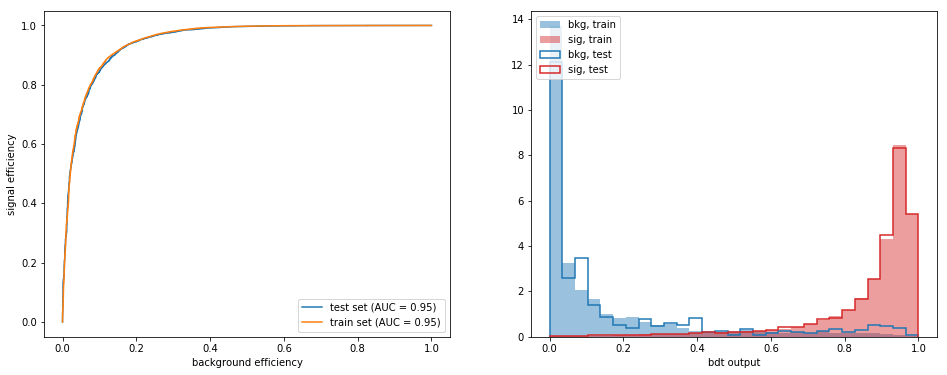 1.0
0.8
0.6
0.4
0.2
0.0
signal efficiency
0.0 0.2 0.4 0.6 0.8 1.0
background efficiency
test set (AUC = 0.95)
train set (AUC = 0.95)
14
12
10
8
6
4
2
0
bkg, train
sig, train
bkg, test
sig, test
0.0 0.2 0.4 0.6 0.8 1.0
bdt output